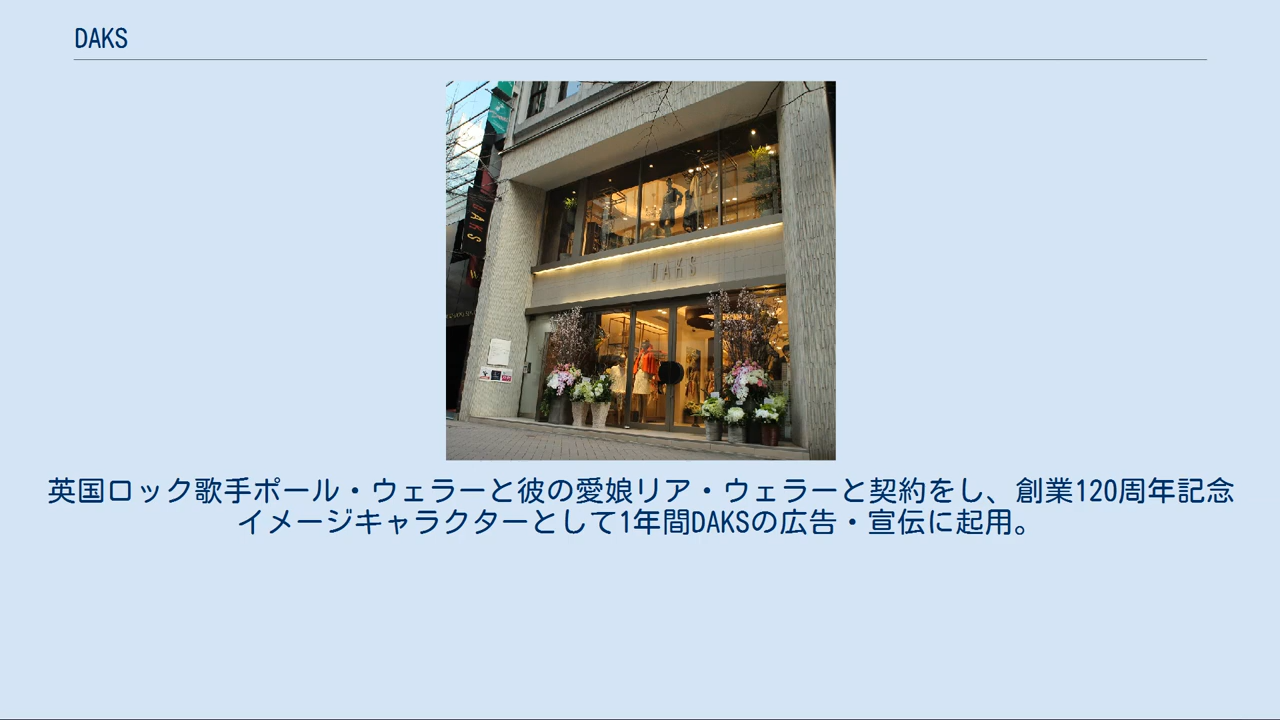 DAKS
DAKS
英国ロック歌手ポール・ウェラーと彼の愛娘リア・ウェラーと契約をし、創業120周年記念
イメージキャラクターとして1年間DAKSの広告・宣伝に起用。